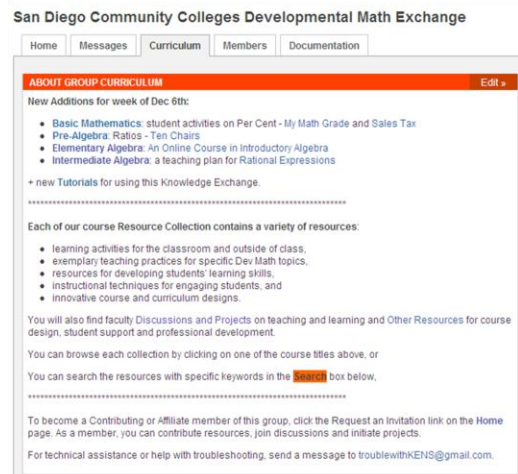 San Diego Community Colleges Developmental Math Exchange
Home Messages Curriculum Members Documentation
ABOUT GROUP CURRICULUM Edit »
New Additions for week of Dec 6th:
• Basic Mathematics: student activities on Per Cent - My Math Grade and Sales Tax
• Pre-Algebra: Ratios - Ten Chairs
• Elementary Algebra: An Online Course in Introductory Algebra
• Intermediate Algebra: a teaching plan for Rational Expressions
+ new Tutorials for using this Knowledge Exchange.
******************************************************************************
Each of our course Resource Collection contains a variety of resources:
• learning activities for the classroom and outside of class,
• exemplary teaching practices for specific Dev Math topics,
• resources for developing students' learning skills,
• instructional techniques for engaging students, and
• innovative course and curriculum designs.
You will also find faculty Discussions and Projects on teaching and learning and Other Resources for course
design, student support and professional development.
You can browse each collection by clicking on one of the course titles above, or
You can search the resources with specific keywords in the Search box below,
******************************************************************************
To become a Contributing or Affiliate member of this group, click the Request an Invitation link on the Home
page. As a member, you can contribute resources, join discussions and initiate projects.
For technical assistance or help with troubleshooting, send a message to troublewithKENS@gmail.com.